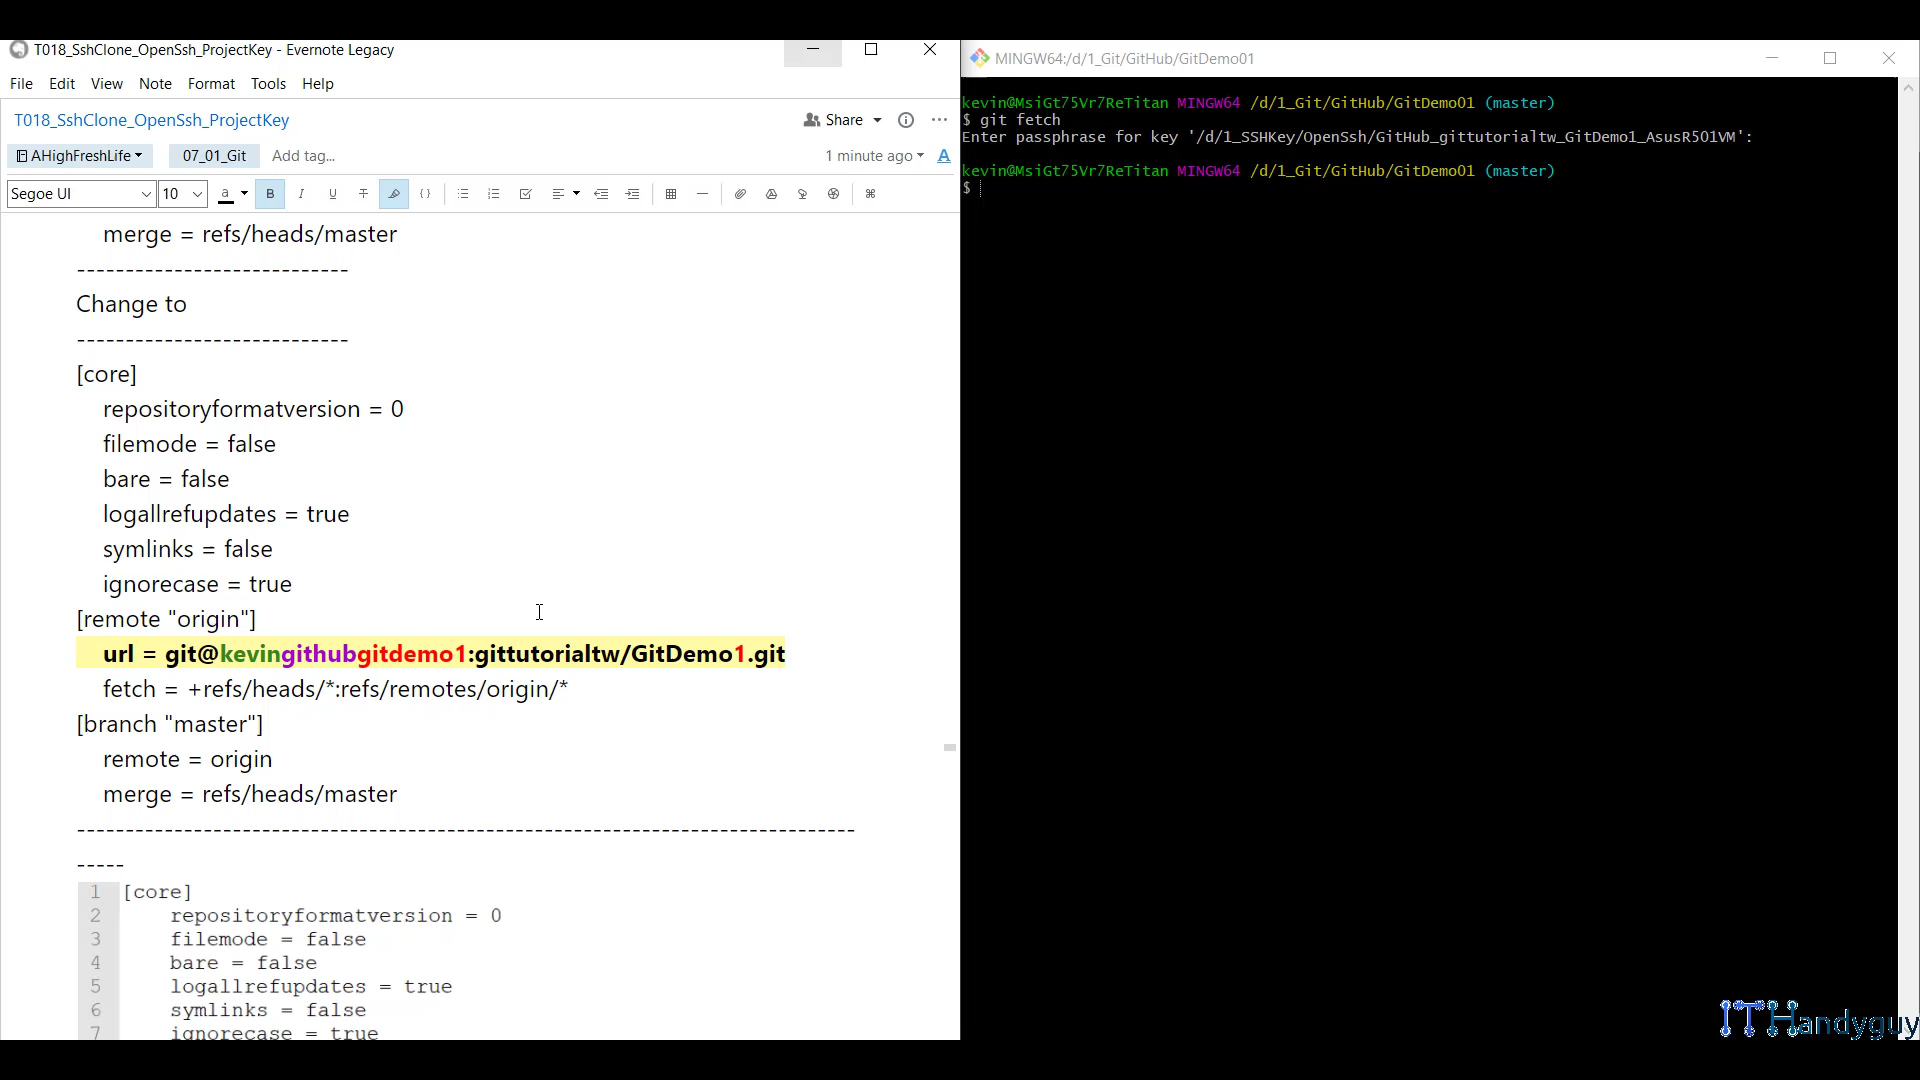 T018_SshClone_OpenSsh_ProjectKey - Evernote Legacy
File Edit View Note Format Tools Help
T018_SshClone_OpenSsh_ProjectKey
Share
AHighFreshLife
07_01_Git
Add tag...
1 minute ago
Segoe UI
10
merge = refs/heads/master
----------------------------
Change to
----------------------------
[core]
repositoryformatversion = 0
filemode = false
bare = false
logallrefupdates = true
symlinks = false
ignorecase = true
[remote "origin"]
url = git@kevingithubgitdemo1:gittutorialtw/GitDemo1.git
fetch = +refs/heads/*:refs/remotes/origin/*
[branch "master"]
remote = origin
merge = refs/heads/master
--------------------------------------------------------------------------------
-----
1 [core]
2 repositoryformatversion = 0
3 filemode = false
4 bare = false
5 logallrefupdates = true
6 symlinks = false
7 ignorecase = true
MINGW64:/d/1_Git/GitHub/GitDemo01
kevin@MsiGt75Vr7ReTitan MINGW64 /d/1_Git/GitHub/GitDemo01 (master)
$ git fetch
Enter passphrase for key '/d/1_SSHKey/OpenSsh/GitHub_gittutorialtw_GitDemo1_AsusR501VM':
kevin@MsiGt75Vr7ReTitan MINGW64 /d/1_Git/GitHub/GitDemo01 (master)
$
ITHandyguy